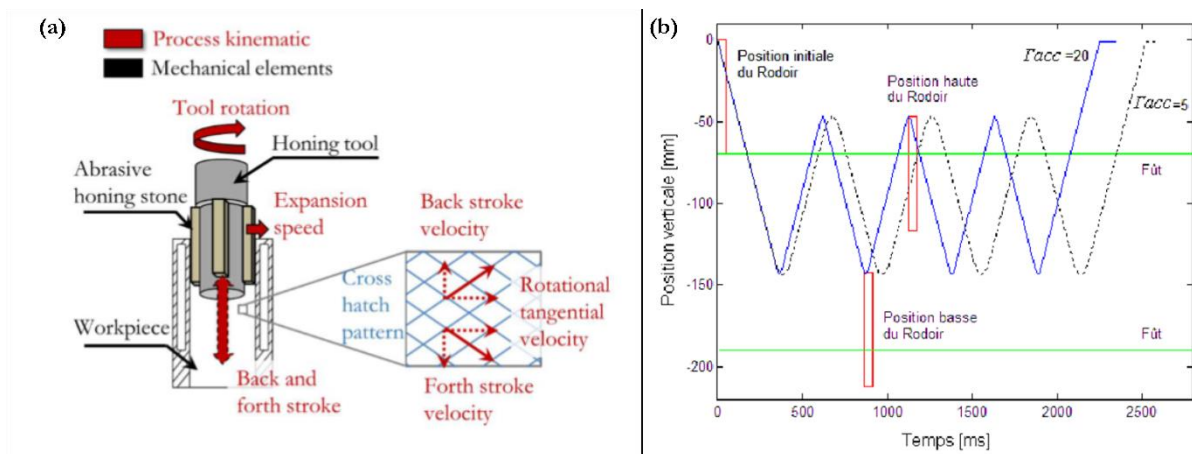 (a)
Process kinematic
Mechanical elements
Tool rotation
Honing tool
Abrasive
honing stone
Expansion
speed
Back stroke
velocity
Cross
hatch
pattern
Rotational
tangential
velocity
Workpiece
Back and
forth stroke
Forth stroke
velocity
(b)
Position verticale [mm]
0
-50
-100
-150
-200
Position initiale
du Rodoir
Position haute
du Rodoir
Γacc =20
Γacc=5
Fût
Position basse
du Rodoir
Fût
0 500 1000 1500 2000 2500
Temps [ms]